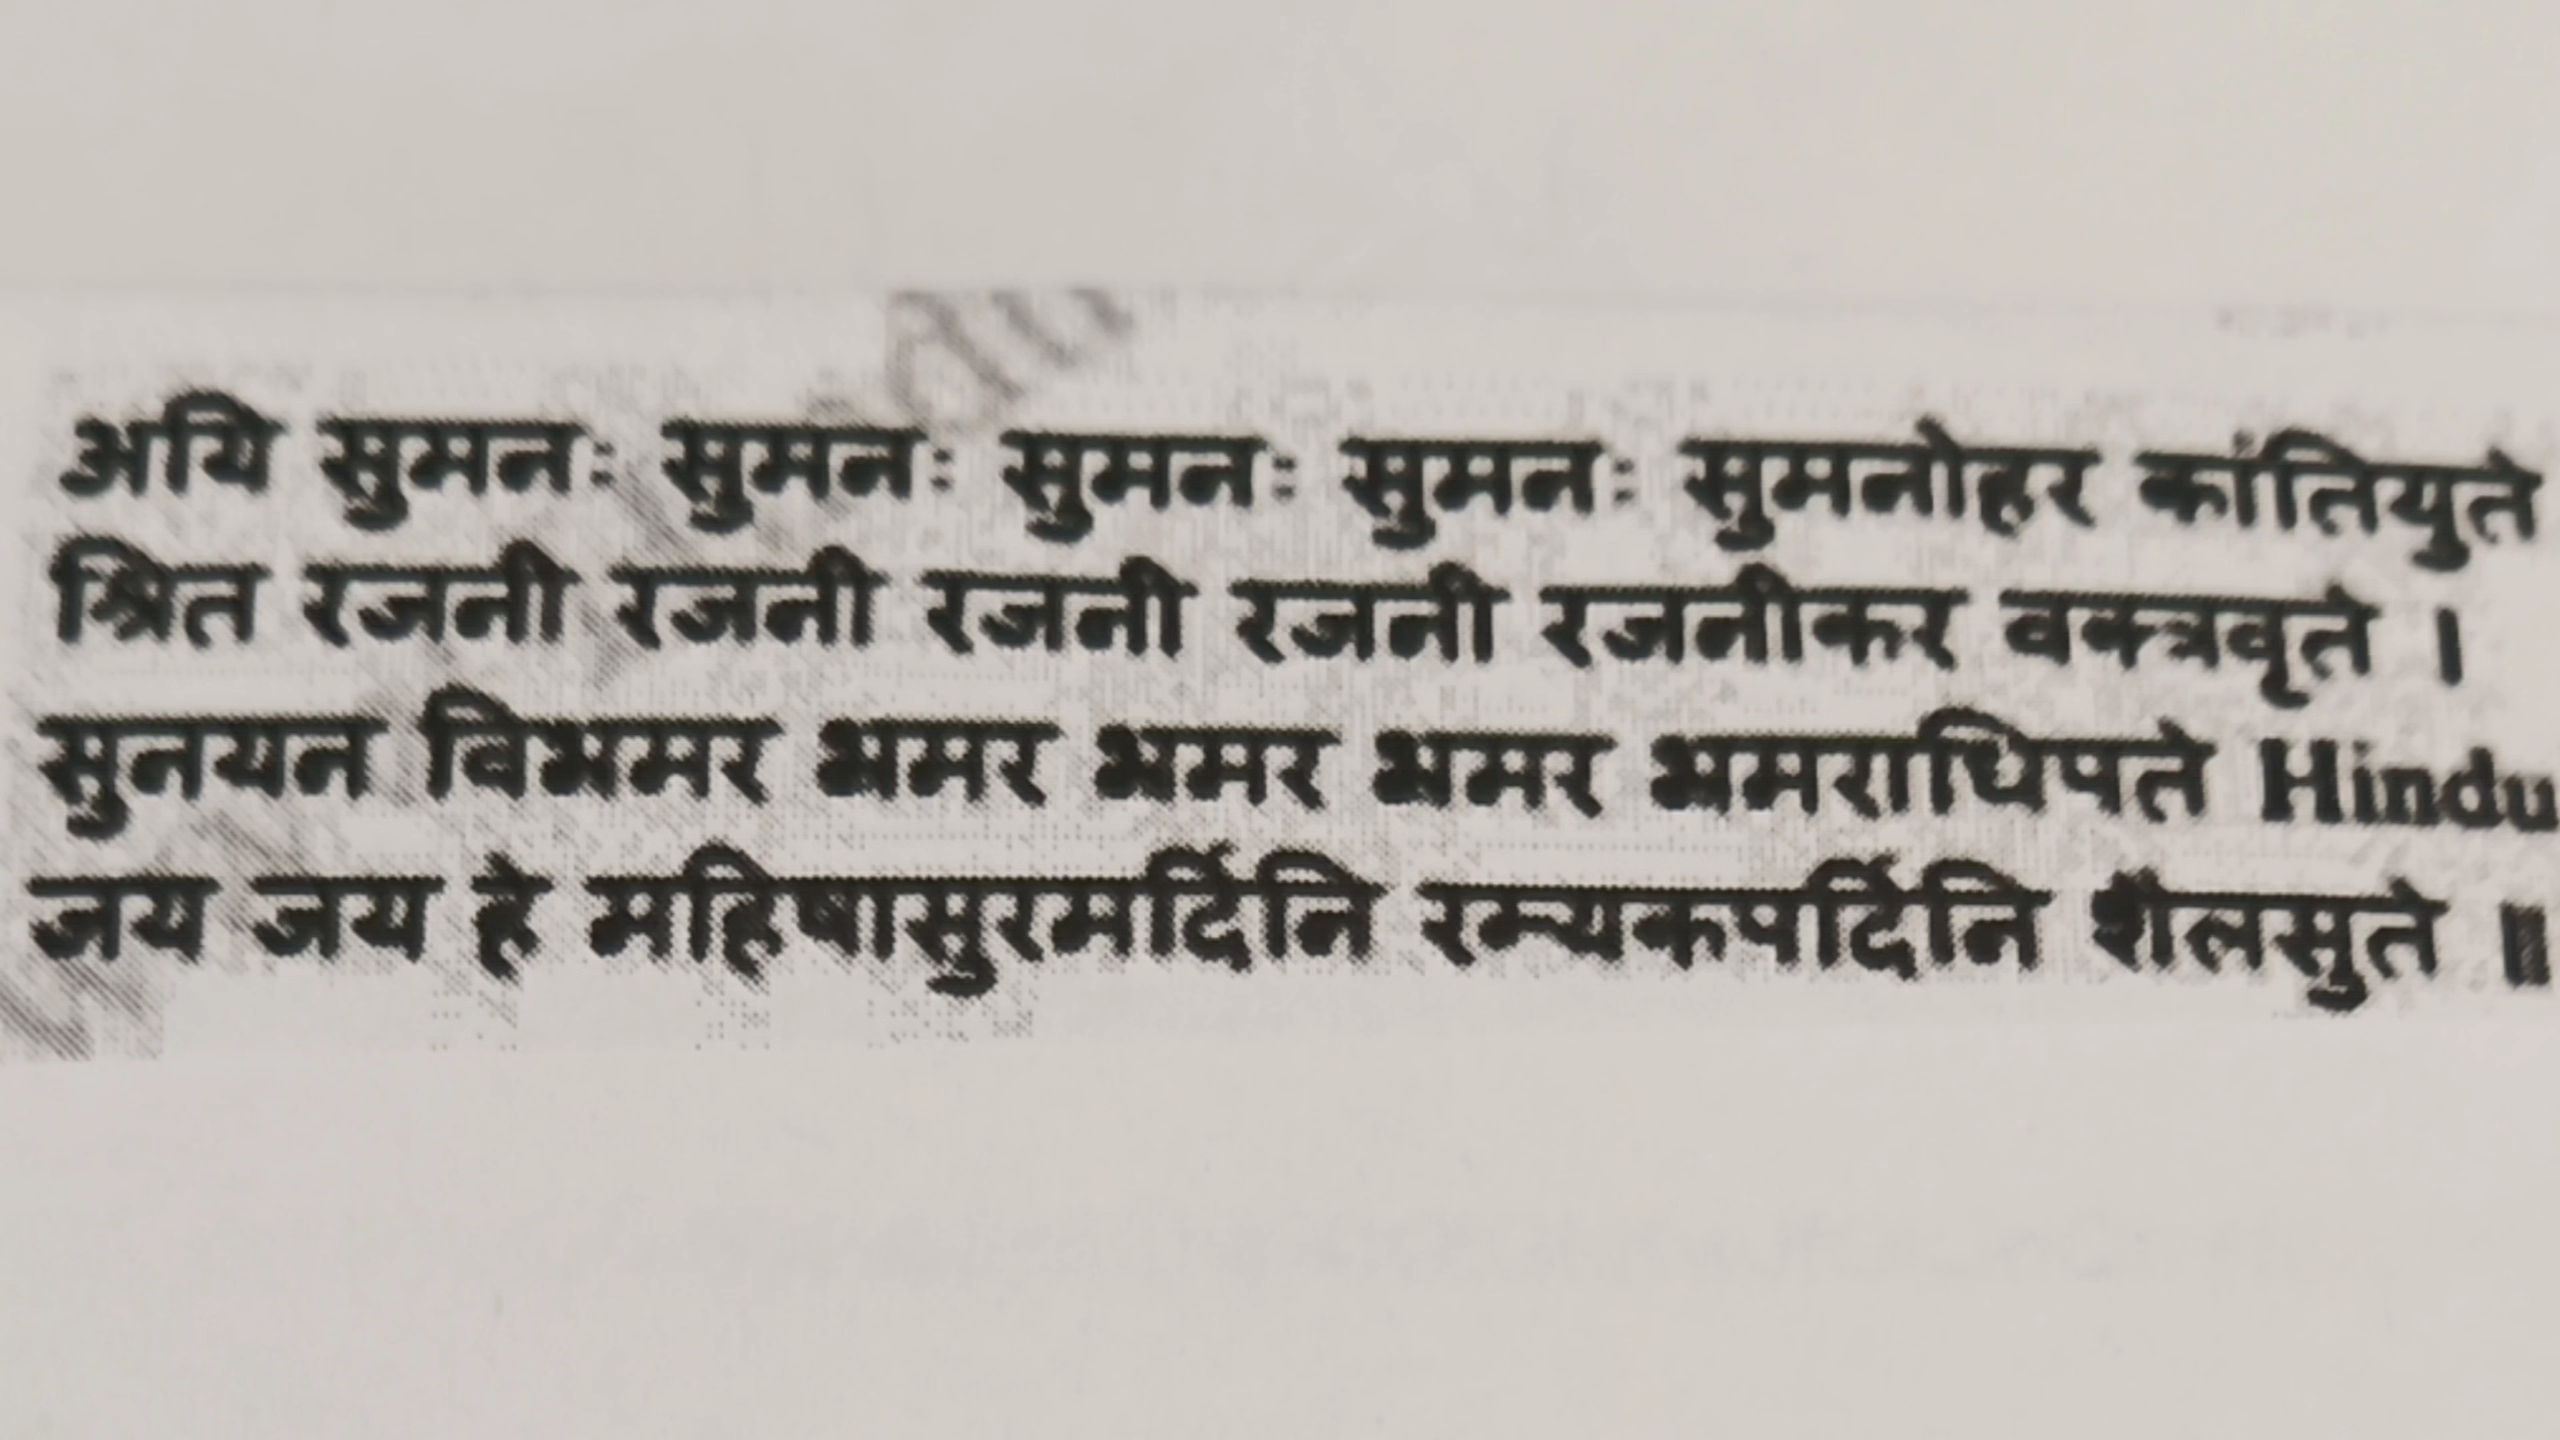 अयि सुमनः सुमनः सुमनः सुमनः सुमनोहर कांतियुते
श्रित रजनी रजनी रजनी रजनी रजनीकर वक्त्रवृते ।
सुनयन विभ्रमर भ्रमर भ्रमर भ्रमर भ्रमराधिपते Hindu
जय जय हे महिषासुरमर्दिनि रम्यकपर्दिनि शैलसुते ॥